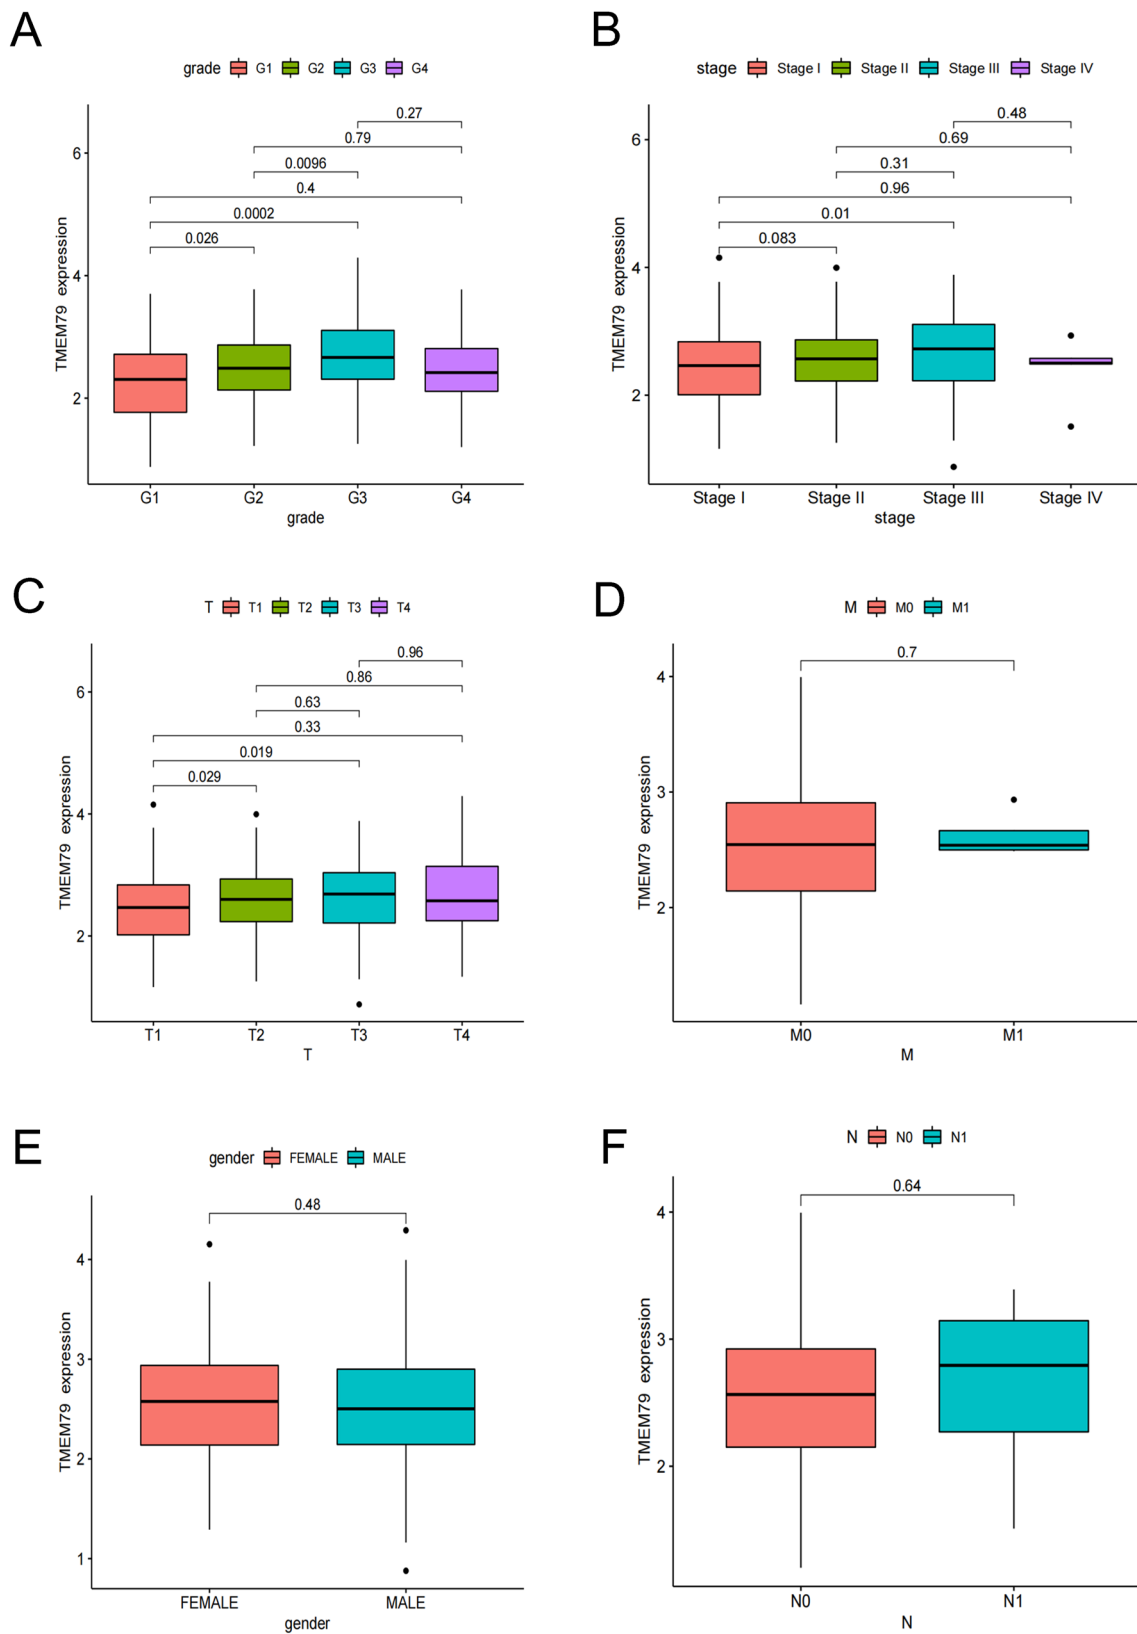 A
grade G1 G2 G3 G4
0.27
0.79
0.0096
0.4
0.0002
0.026
6
4
2
TMEM79 expression
G1 G2 G3 G4
grade
B
stage Stage I Stage II Stage III Stage IV
0.48
0.69
0.31
0.96
0.01
0.083
6
4
2
TMEM79 expression
Stage I Stage II Stage III Stage IV
stage
C
T T1 T2 T3 T4
0.96
0.86
0.63
0.33
0.019
0.029
6
4
2
TMEM79 expression
T1 T2 T3 T4
T
D
M M0 M1
0.7
4
3
2
TMEM79 expression
M0 M1
M
E
gender FEMALE MALE
0.48
4
3
2
1
TMEM79 expression
FEMALE MALE
gender
F
N N0 N1
0.64
4
3
2
TMEM79 expression
N0 N1
N